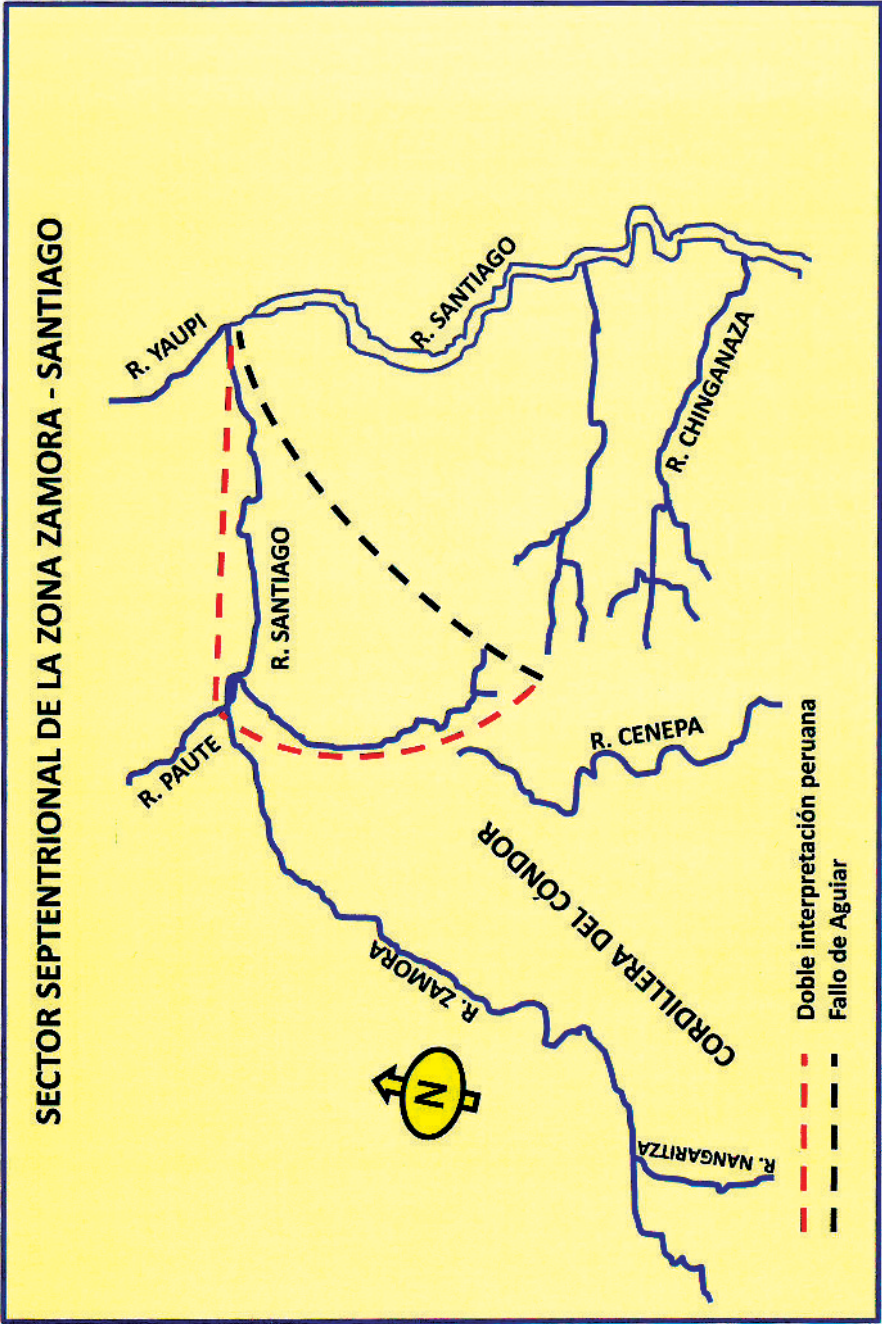 SECTOR SEPTENTRIONAL DE LA ZONA ZAMORA - SANTIAGO
R. YAUPI
R. PAUTE
R. SANTIAGO
R. SANTIAGO
R. ZAMORA
N
CORDILLERA DEL CÓNDOR
R. CENEPA
R. CHINGANAZA
R. NANGARITZA
Doble interpretación peruana
Fallo de Aguiar